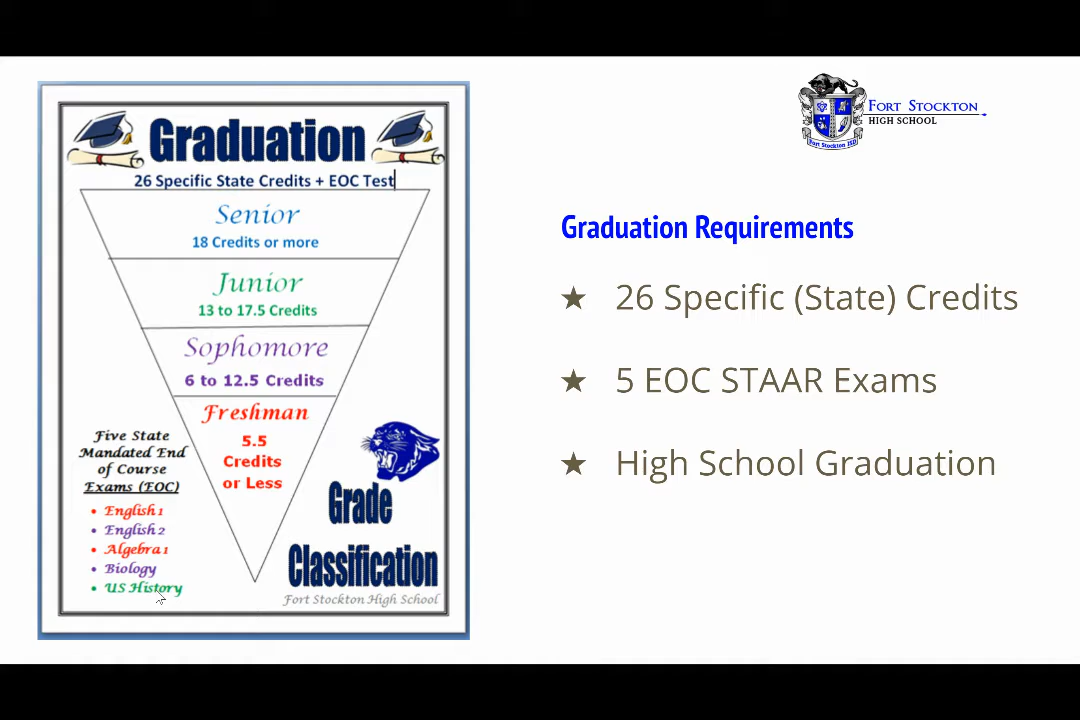 Graduation
26 Specific State Credits + EOC Test
Senior
18 Credits or more
Junior
13 to 17.5 Credits
Sophomore
6 to 12.5 Credits
Freshman
5.5
Credits
or Less
Five State
Mandated End
of Course
Exams (EOC)
• English 1
• English 2
• Algebra 1
• Biology
• US History
Grade
Classification
Fort Stockton High School
FORT STOCKTON
HIGH SCHOOL
Fort Stockton ISD
Graduation Requirements
★ 26 Specific (State) Credits
★ 5 EOC STAAR Exams
★ High School Graduation